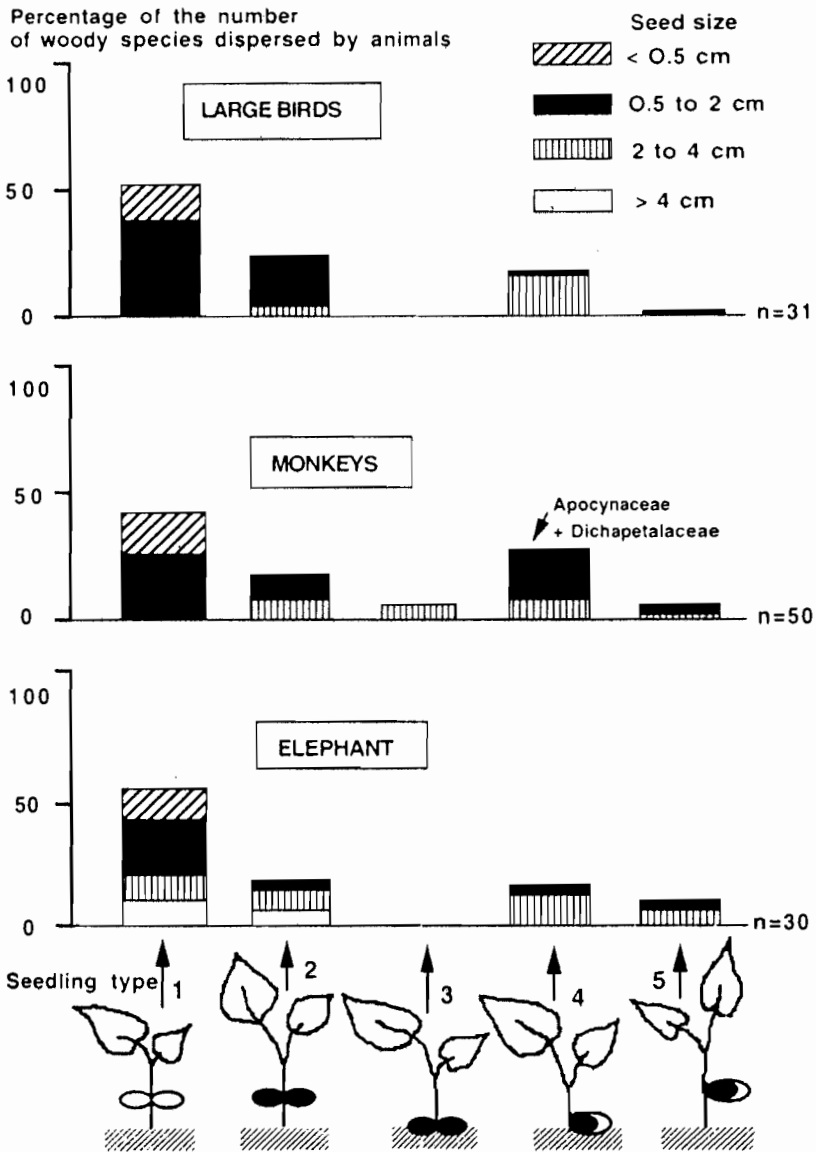 Percentage of the number
of woody species dispersed by animals
Seed size
< 0.5 cm
0.5 to 2 cm
2 to 4 cm
> 4 cm
100
LARGE BIRDS
50
0
n=31
100
MONKEYS
50
Apocynaceae
+ Dichapetalaceae
0
n=50
100
ELEPHANT
50
0
n=30
Seedling type 1 2 3 4 5